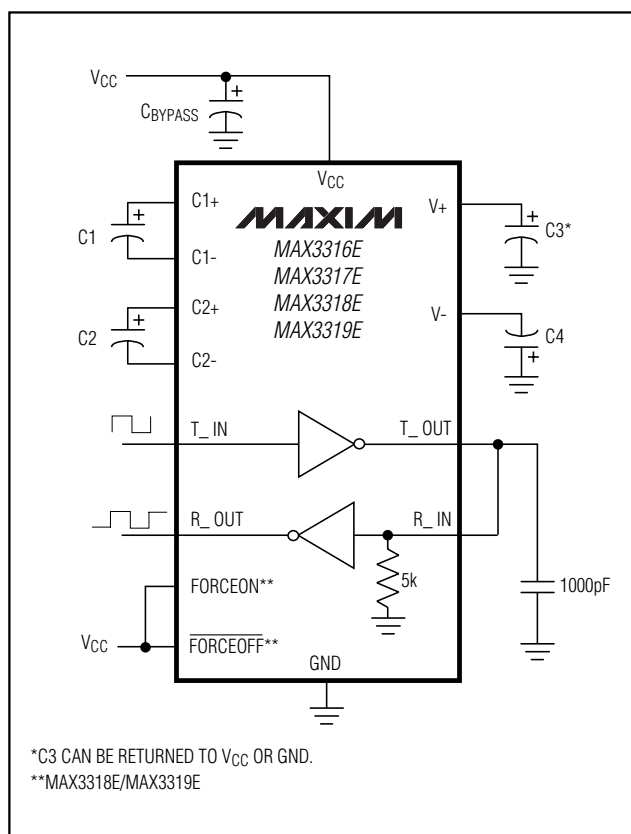 VCC
+
CBYPASS
VCC
C1+
C1
+
C1-
C2+
C2
+
C2-
MAXIM
MAX3316E
MAX3317E
MAX3318E
MAX3319E
V+
+
C3*
V-
C4
+
T_ IN
T_ OUT
R_ OUT
R_ IN
5k
1000pF
FORCEON**
VCC
FORCEOFF**
GND
*C3 CAN BE RETURNED TO VCC OR GND.
**MAX3318E/MAX3319E